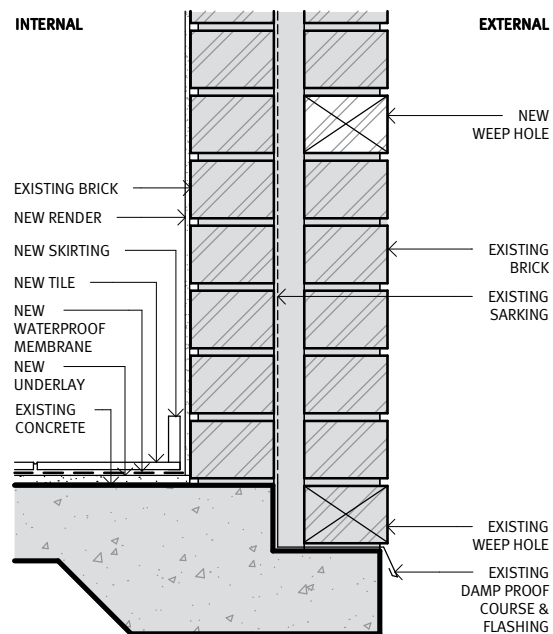 INTERNAL
EXTERNAL
NEW
WEEP HOLE
EXISTING BRICK
NEW RENDER
NEW SKIRTING
NEW TILE
NEW
WATERPROOF
MEMBRANE
NEW
UNDERLAY
EXISTING
CONCRETE
EXISTING
BRICK
EXISTING
SARKING
EXISTING
WEEP HOLE
EXISTING
DAMP PROOF
COURSE &
FLASHING